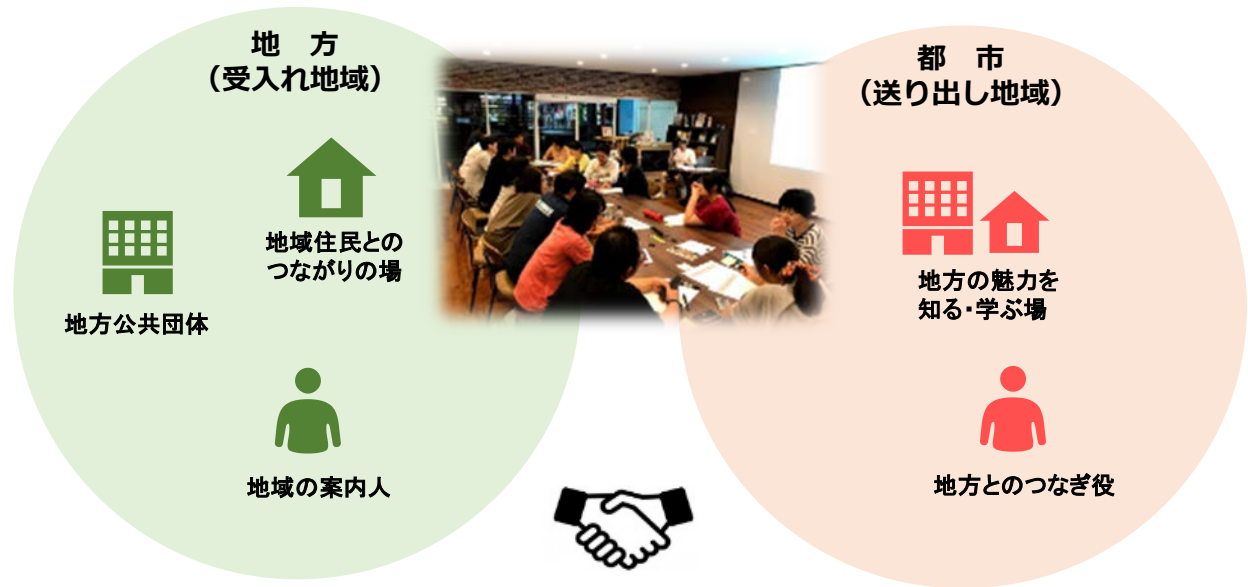 地　方
（受入れ地域）
地域住民との
つながりの場
地方公共団体
地域の案内人
都　市
（送り出し地域）
地方の魅力を
知る・学ぶ場
地方とのつなぎ役